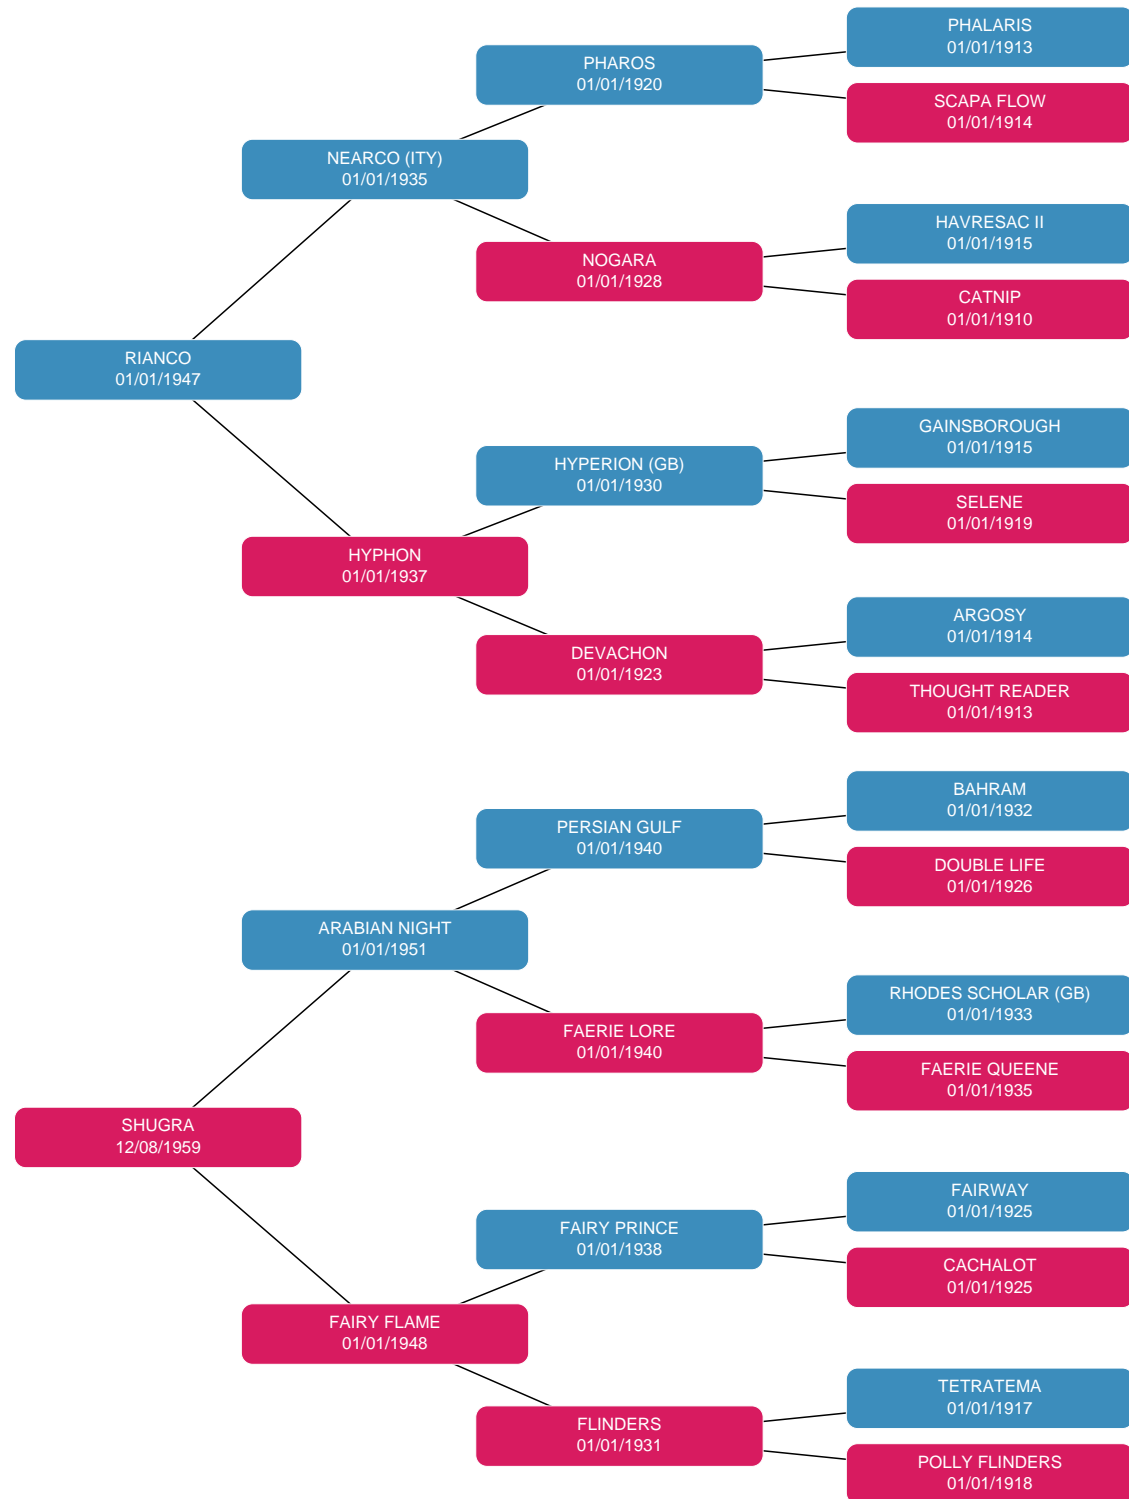 PHALARIS
01/01/1913
PHAROS
01/01/1920
SCAPA FLOW
01/01/1914
NEARCO (ITY)
01/01/1935
HAVRESAC II
01/01/1915
NOGARA
01/01/1928
CATNIP
01/01/1910
RIANCO
01/01/1947
GAINSBOROUGH
01/01/1915
HYPERION (GB)
01/01/1930
SELENE
01/01/1919
HYPHON
01/01/1937
ARGOSY
01/01/1914
DEVACHON
01/01/1923
THOUGHT READER
01/01/1913
BAHRAM
01/01/1932
PERSIAN GULF
01/01/1940
DOUBLE LIFE
01/01/1926
ARABIAN NIGHT
01/01/1951
RHODES SCHOLAR (GB)
01/01/1933
FAERIE LORE
01/01/1940
FAERIE QUEENE
01/01/1935
SHUGRA
12/08/1959
FAIRWAY
01/01/1925
FAIRY PRINCE
01/01/1938
CACHALOT
01/01/1925
FAIRY FLAME
01/01/1948
TETRATEMA
01/01/1917
FLINDERS
01/01/1931
POLLY FLINDERS
01/01/1918